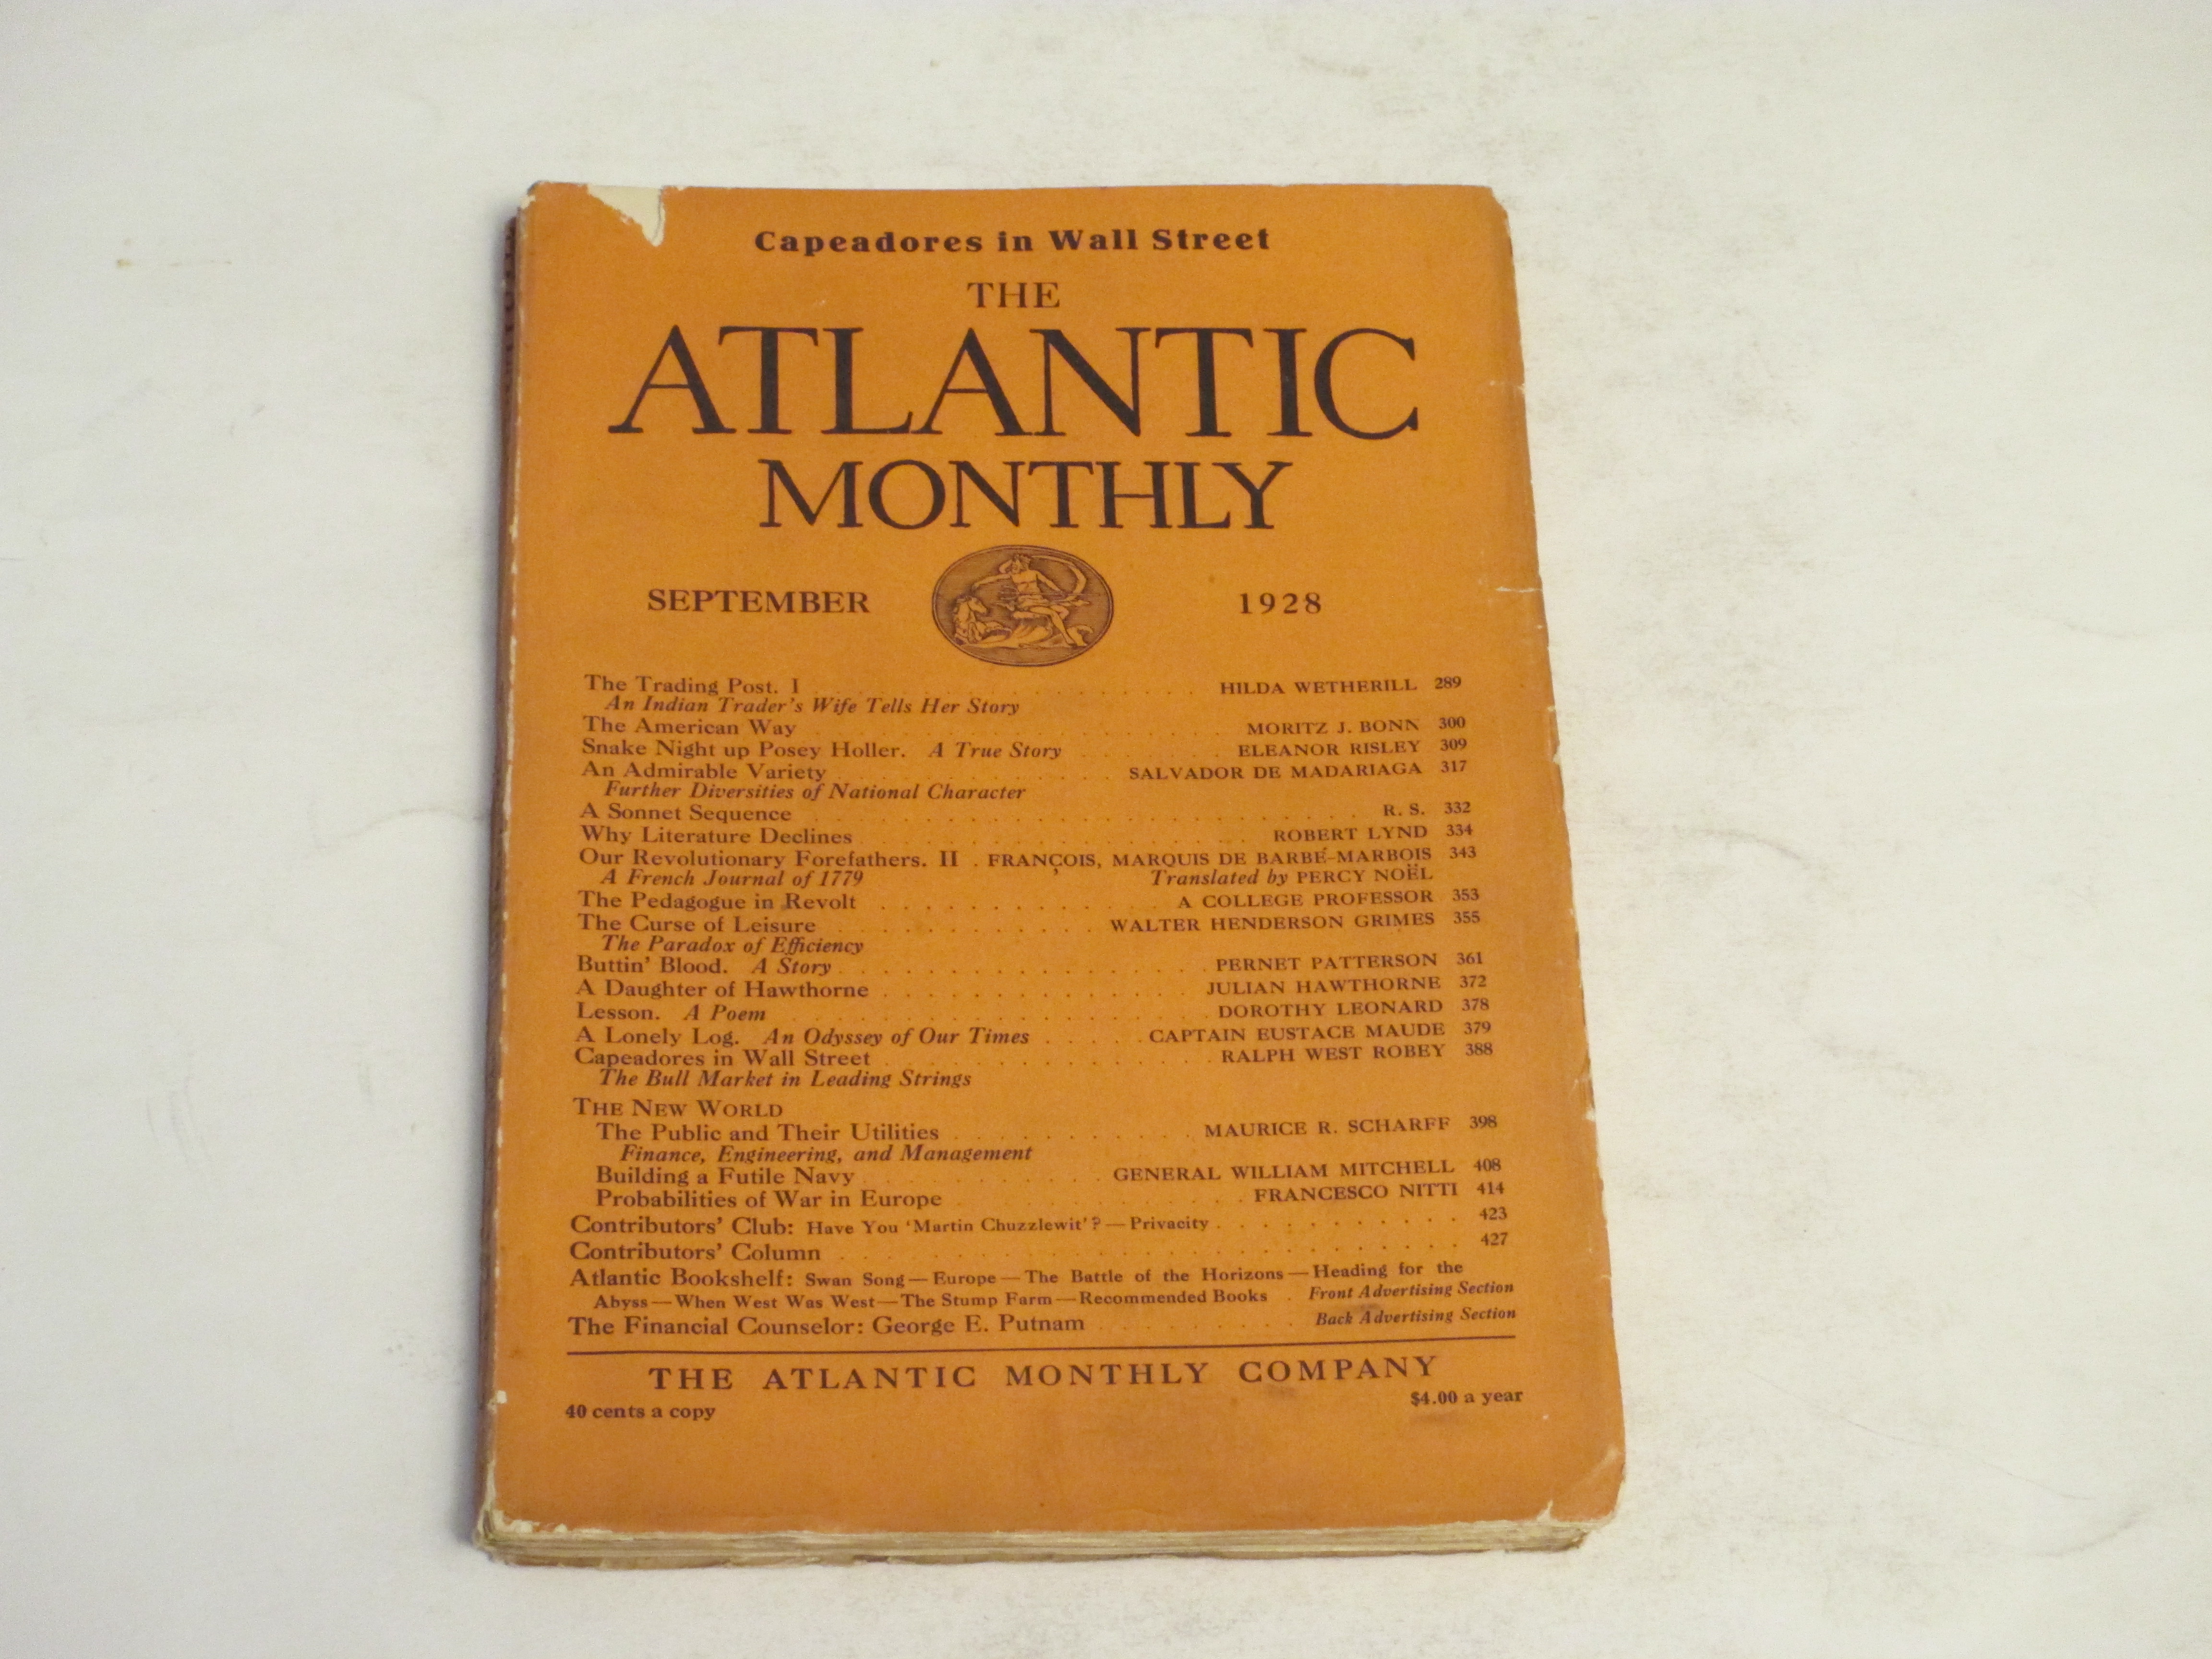 Capeadores in Wall Street
THE
ATLANTIC
MONTHLY
SEPTEMBER 1928
The Trading Post. I . . . . . . . . . . HILDA WETHERILL 289
An Indian Trader's Wife Tells Her Story
The American Way . . . . . . . . . . MORITZ J. BONN 300
Snake Night up Posey Holler. A True Story . . . . . ELEANOR RISLEY 309
An Admirable Variety . . . . . . . . SALVADOR DE MADARIAGA 317
Further Diversities of National Character
A Sonnet Sequence . . . . . . . . . . R. S. 332
Why Literature Declines . . . . . . . . . . ROBERT LYND 334
Our Revolutionary Forefathers. II . FRANÇOIS, MARQUIS DE BARBÉ-MARBOIS 343
A French Journal of 1779 Translated by PERCY NOËL
The Pedagogue in Revolt . . . . . . . . . . A COLLEGE PROFESSOR 353
The Curse of Leisure . . . . . . . . . . WALTER HENDERSON GRIMES 355
The Paradox of Efficiency
Buttin' Blood. A Story . . . . . . . . . . PERNET PATTERSON 361
A Daughter of Hawthorne . . . . . . . . . . JULIAN HAWTHORNE 372
Lesson. A Poem . . . . . . . . . . DOROTHY LEONARD 378
A Lonely Log. An Odyssey of Our Times . . . . . CAPTAIN EUSTACE MAUDE 379
Capeadores in Wall Street . . . . . . . . . . RALPH WEST ROBEY 388
The Bull Market in Leading Strings
THE NEW WORLD
The Public and Their Utilities . . . . . . . . . . MAURICE R. SCHARFF 398
Finance, Engineering, and Management
Building a Futile Navy . . . . . . . . . . GENERAL WILLIAM MITCHELL 408
Probabilities of War in Europe . . . . . . . . . . FRANCESCO NITTI 414
Contributors' Club: Have You 'Martin Chuzzlewit'? — Privacity . . . . . . . . . . 423
Contributors' Column . . . . . . . . . . 427
Atlantic Bookshelf: Swan Song — Europe — The Battle of the Horizons — Heading for the
Abyss — When West Was West — The Stump Farm — Recommended Books . Front Advertising Section
The Financial Counselor: George E. Putnam . . . . . . . . . Back Advertising Section
THE ATLANTIC MONTHLY COMPANY
40 cents a copy $4.00 a year